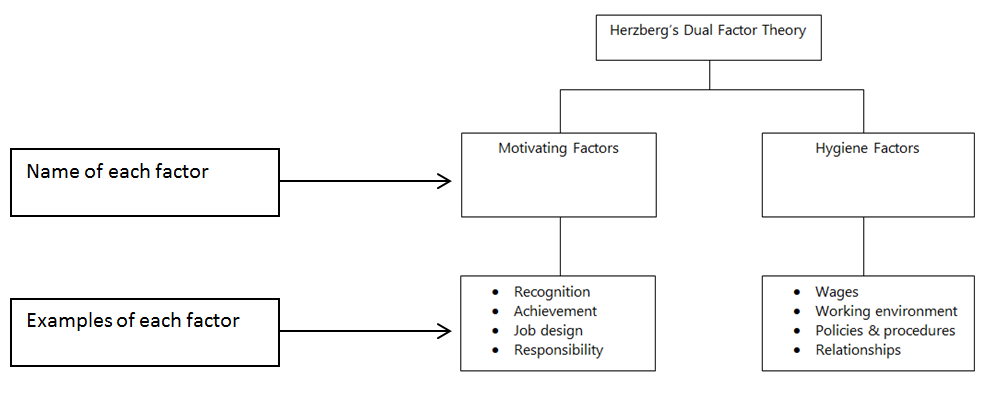 Herzberg's Dual Factor Theory
Name of each factor
Motivating Factors
Hygiene Factors
Examples of each factor
• Recognition
• Achievement
• Job design
• Responsibility
• Wages
• Working environment
• Policies & procedures
• Relationships